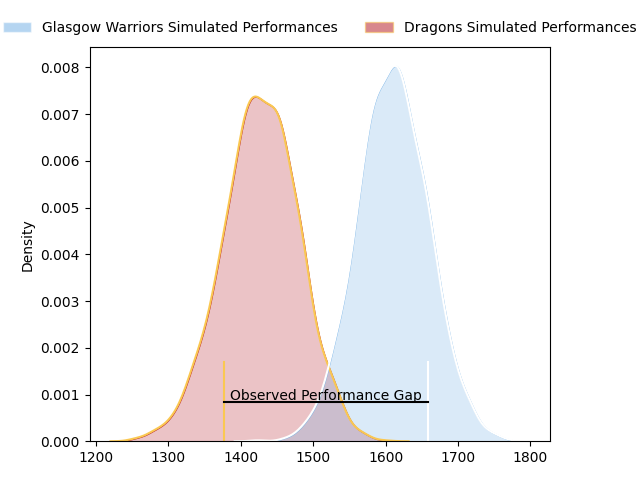 Glasgow Warriors Simulated Performances
Dragons Simulated Performances
Density
0.008
0.007
0.006
0.005
0.004
0.003
0.002
0.001
0.000
Observed Performance Gap
1200 1300 1400 1500 1600 1700 1800